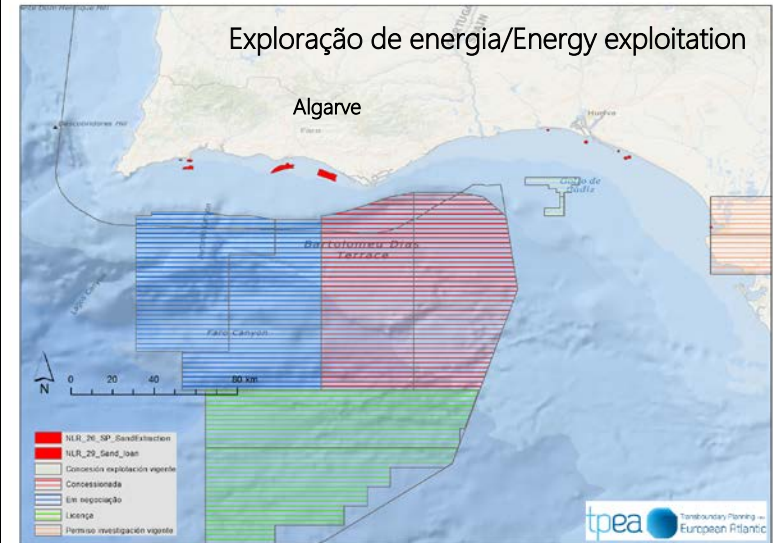 Exploração de energia/Energy exploitation
Algarve
Faro
Huelva
Golfo de
Cádiz
Bartolomeu Dias
Terrace
Faro Canyon
N
0 20 40 80 km
NLR_26_SP_SandExtraction
NLR_29_Sand_loan
Concesión explotación vigente
Concessionada
Em negociação
Licença
Permiso investigación vigente
tpea
Transboundary Planning
European Atlantic